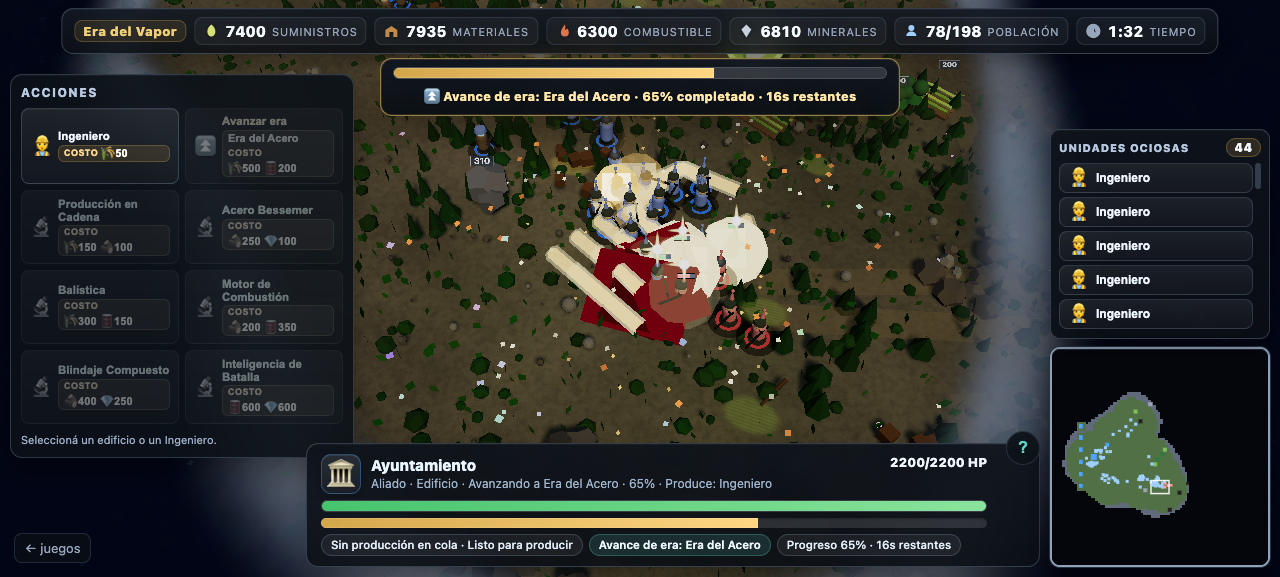 Era del Vapor
7400 SUMINISTROS
7935 MATERIALES
6300 COMBUSTIBLE
6810 MINERALES
78/198 POBLACIÓN
1:32 TIEMPO
Avance de era: Era del Acero · 65% completado · 16s restantes
200
310
ACCIONES
Ingeniero
COSTO 50
Avanzar era
Era del Acero
COSTO
500 200
Producción en
Cadena
COSTO
150 100
Acero Bessemer
COSTO
250 100
Balística
COSTO
300 150
Motor de
Combustión
COSTO
200 350
Blindaje Compuesto
COSTO
400 250
Inteligencia de
Batalla
COSTO
600 600
Seleccioná un edificio o un Ingeniero.
UNIDADES OCIOSAS 44
Ingeniero
Ingeniero
Ingeniero
Ingeniero
Ingeniero
?
Ayuntamiento
2200/2200 HP
Aliado · Edificio · Avanzando a Era del Acero · 65% · Produce: Ingeniero
Sin producción en cola · Listo para producir
Avance de era: Era del Acero
Progreso 65% · 16s restantes
← juegos